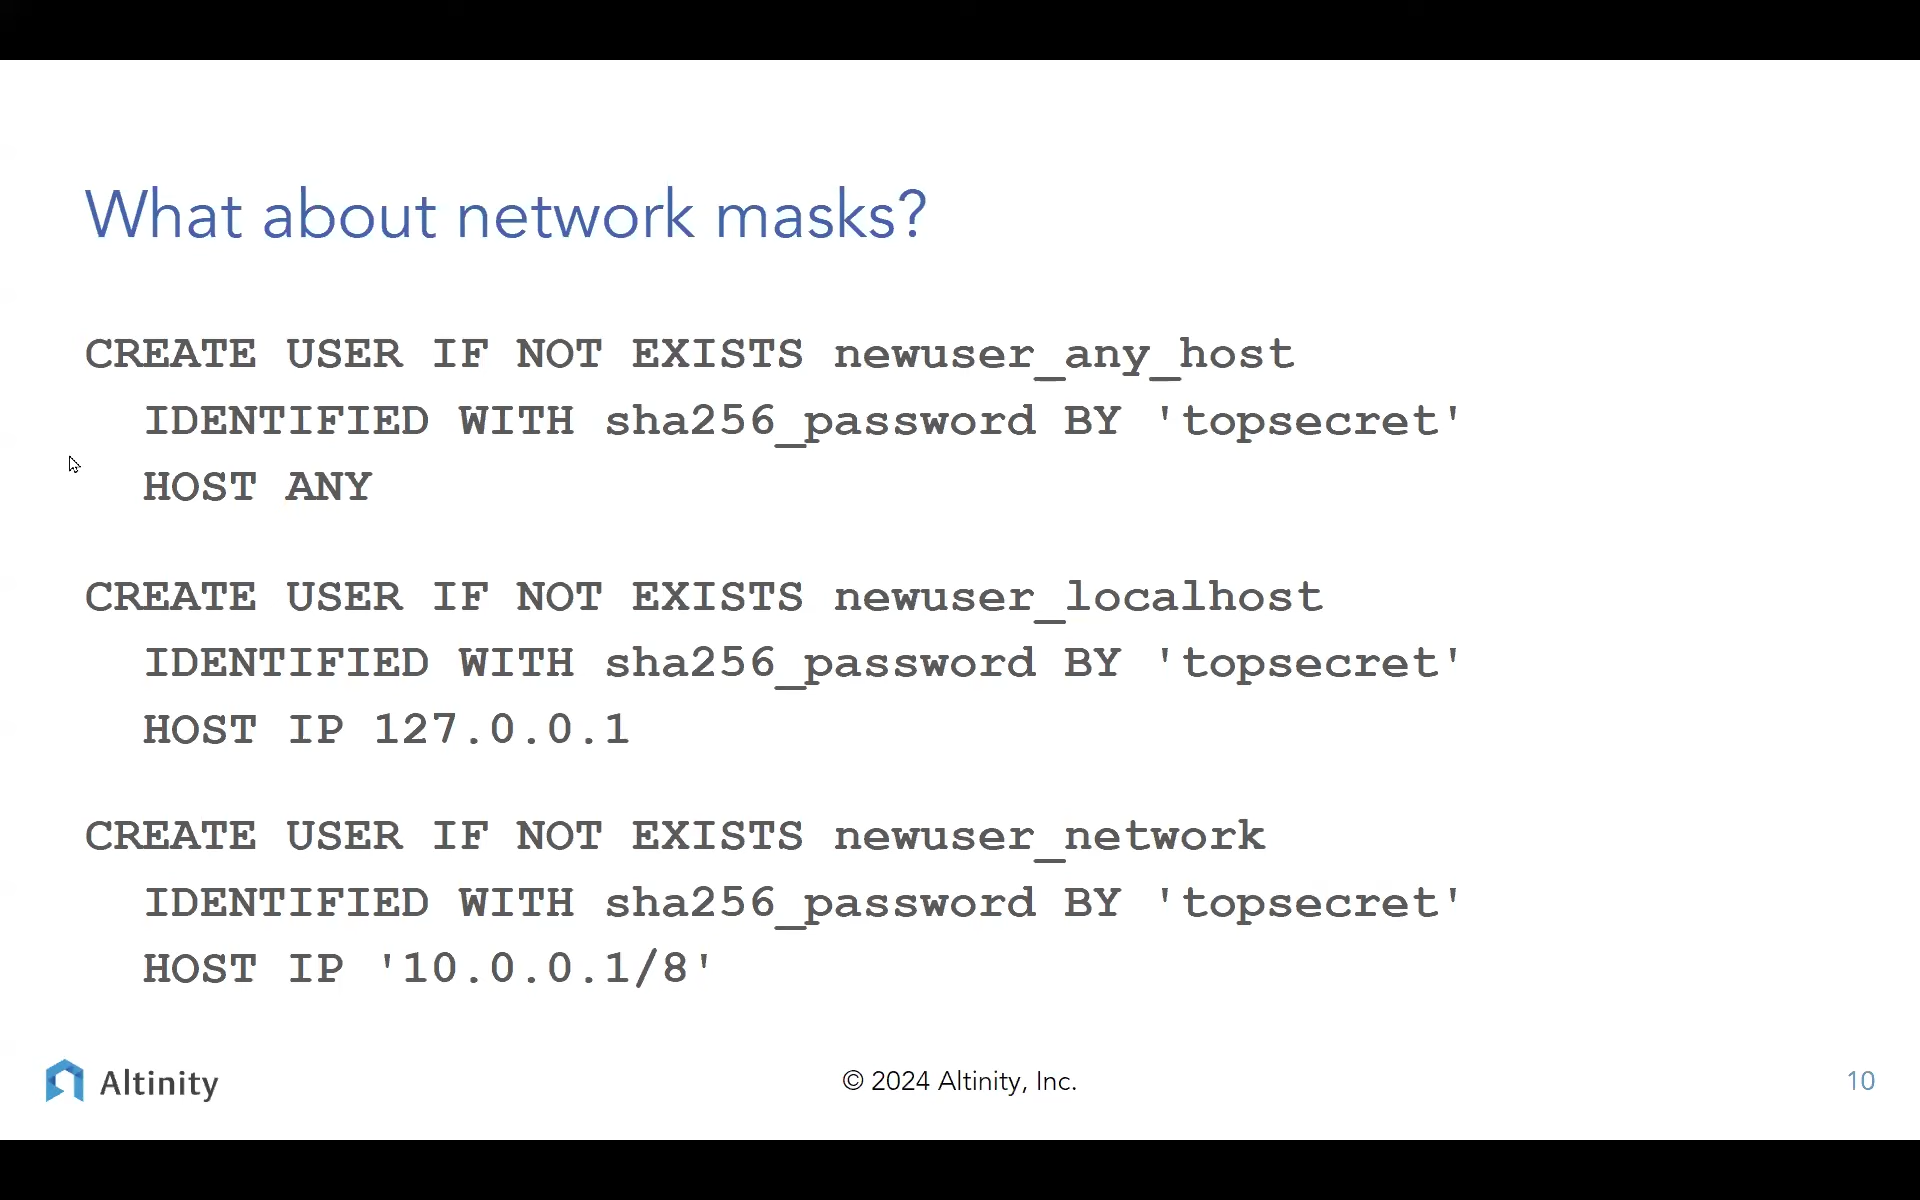 What about network masks?
CREATE USER IF NOT EXISTS newuser_any_host
IDENTIFIED WITH sha256_password BY 'topsecret'
HOST ANY
CREATE USER IF NOT EXISTS newuser_localhost
IDENTIFIED WITH sha256_password BY 'topsecret'
HOST IP 127.0.0.1
CREATE USER IF NOT EXISTS newuser_network
IDENTIFIED WITH sha256_password BY 'topsecret'
HOST IP '10.0.0.1/8'
Altinity
© 2024 Altinity, Inc.
10